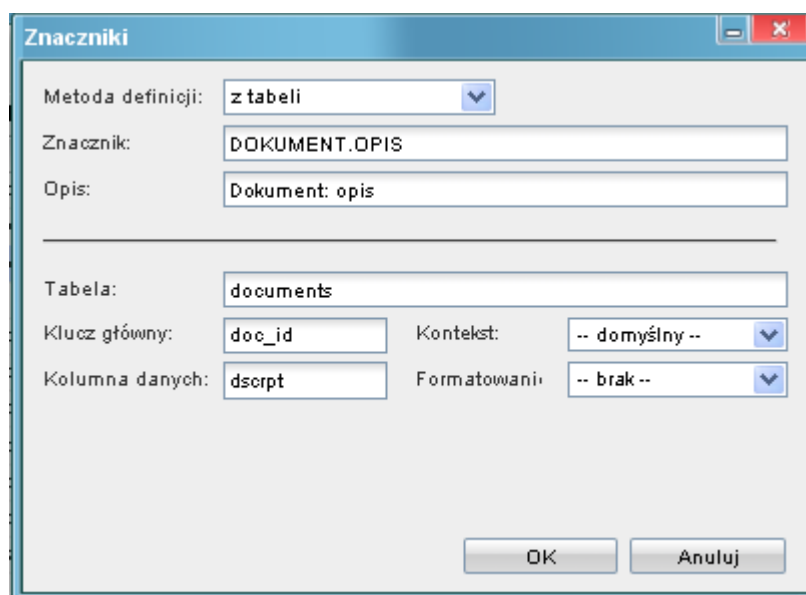 Znaczniki
Metoda definicji: z tabeli
Znacznik: DOKUMENT.OPIS
Opis: Dokument: opis
Tabela: documents
Klucz główny: doc_id Kontekst: -- domyślny --
Kolumna danych: dscrpt Formatowani -- brak --
OK Anuluj